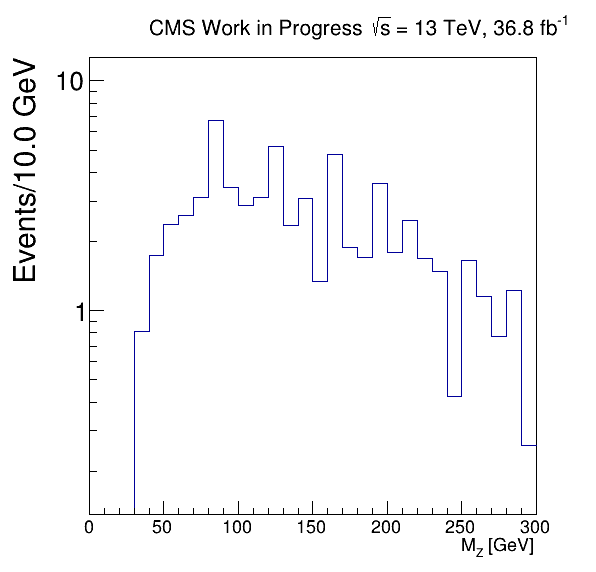 CMS Work in Progress √s = 13 TeV, 36.8 fb⁻¹
Events/10.0 GeV
10
1
0 50 100 150 200 250 300
M_Z [GeV]